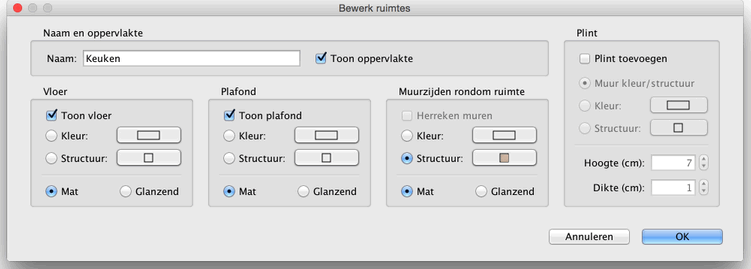 Bewerk ruimtes
Naam en oppervlakte
Naam: Keuken Toon oppervlakte
Vloer
Toon vloer
Kleur:
Structuur:
Mat Glanzend
Plafond
Toon plafond
Kleur:
Structuur:
Mat Glanzend
Muurzijden rondom ruimte
Herreken muren
Kleur:
Structuur:
Mat Glanzend
Plint
Plint toevoegen
Muur kleur/structuur
Kleur:
Structuur:
Hoogte (cm): 7
Dikte (cm): 1
Annuleren OK